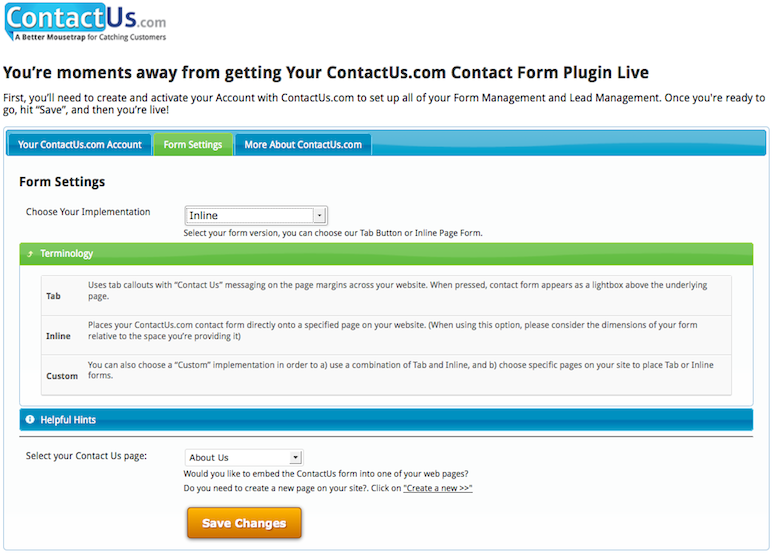 ContactUs.com
A Better Mousetrap for Catching Customers
You're moments away from getting Your ContactUs.com Contact Form Plugin Live
First, you'll need to create and activate your Account with ContactUs.com to set up all of your Form Management and Lead Management. Once you're ready to
go, hit “Save”, and then you're live!
Your ContactUs.com Account
Form Settings
More About ContactUs.com
Form Settings
Choose Your Implementation
Inline
Select your form version, you can choose our Tab Button or Inline Page Form.
Terminology
Tab
Uses tab callouts with “Contact Us” messaging on the page margins across your website. When pressed, contact form appears as a lightbox above the underlying
page.
Inline
Places your ContactUs.com contact form directly onto a specified page on your website. (When using this option, please consider the dimensions of your form
relative to the space you're providing it)
Custom
You can also choose a “Custom” implementation in order to a) use a combination of Tab and Inline, and b) choose specific pages on your site to place Tab or Inline
forms.
Helpful Hints
Select your Contact Us page:
About Us
Would you like to embed the ContactUs form into one of your web pages?
Do you need to create a new page on your site?. Click on "Create a new >>"
Save Changes